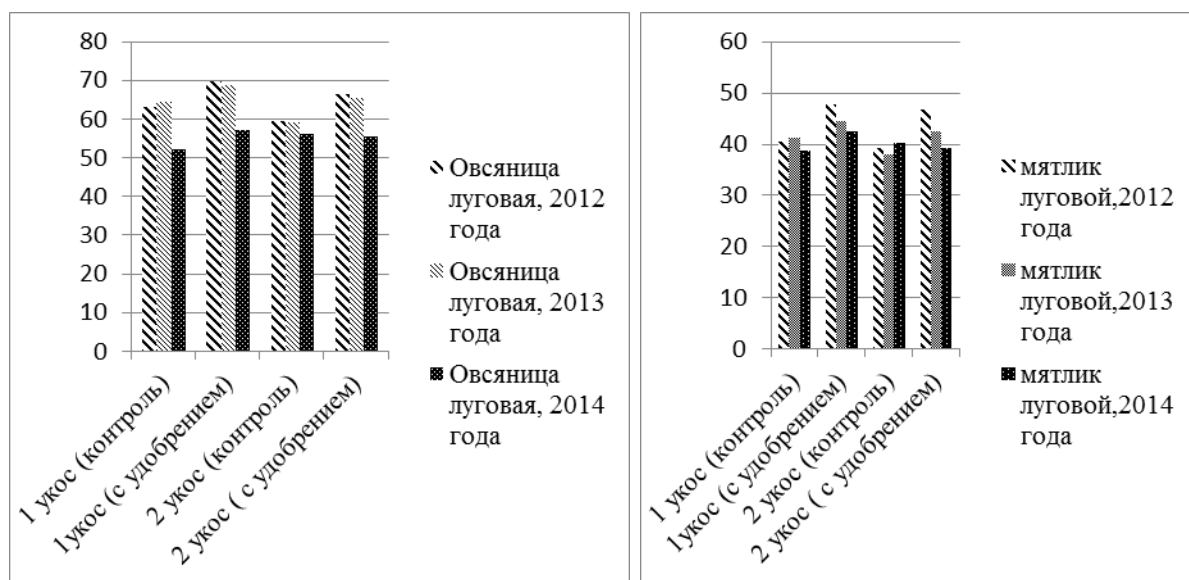 80
70
60
50
40
30
20
10
0
1 укос (контроль)
1укос (с удобрением)
2 укос (контроль)
2 укос ( с удобрением)
Овсяница
луговая, 2012
года
Овсяница
луговая, 2013
года
Овсяница
луговая, 2014
года
60
50
40
30
20
10
0
1 укос (контроль)
1укос (с удобрением)
2 укос (контроль)
2 укос ( с удобрением)
мятлик
луговой,2012
года
мятлик
луговой,2013
года
мятлик
луговой,2014
года